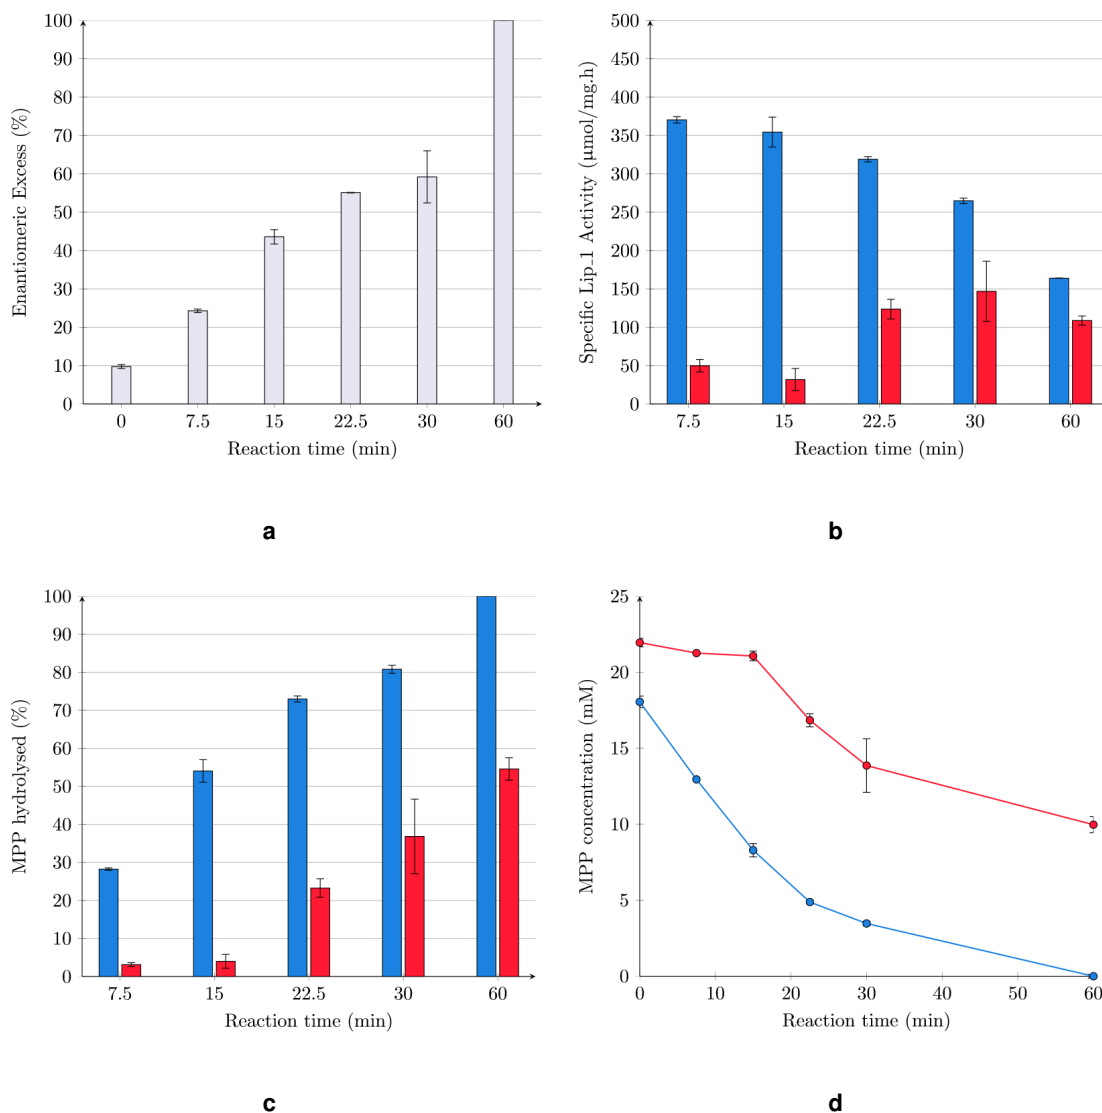 100
90
80
70
60
50
40
30
20
10
0
Enantiomeric Excess (%)
0 7.5 15 22.5 30 60
Reaction time (min)
a
500
450
400
350
300
250
200
150
100
50
0
Specific Lip_1 Activity (µmol/mg.h)
7.5 15 22.5 30 60
Reaction time (min)
b
100
90
80
70
60
50
40
30
20
10
0
MPP hydrolysed (%)
7.5 15 22.5 30 60
Reaction time (min)
c
25
20
15
10
5
0
MPP concentration (mM)
0 10 20 30 40 50 60
Reaction time (min)
d